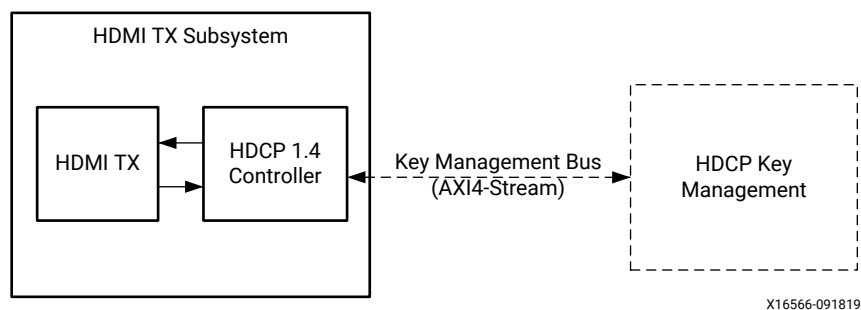 HDMI TX Subsystem
HDMI TX
HDCP 1.4
Controller
Key Management Bus
(AXI4-Stream)
HDCP Key
Management
X16566-091819